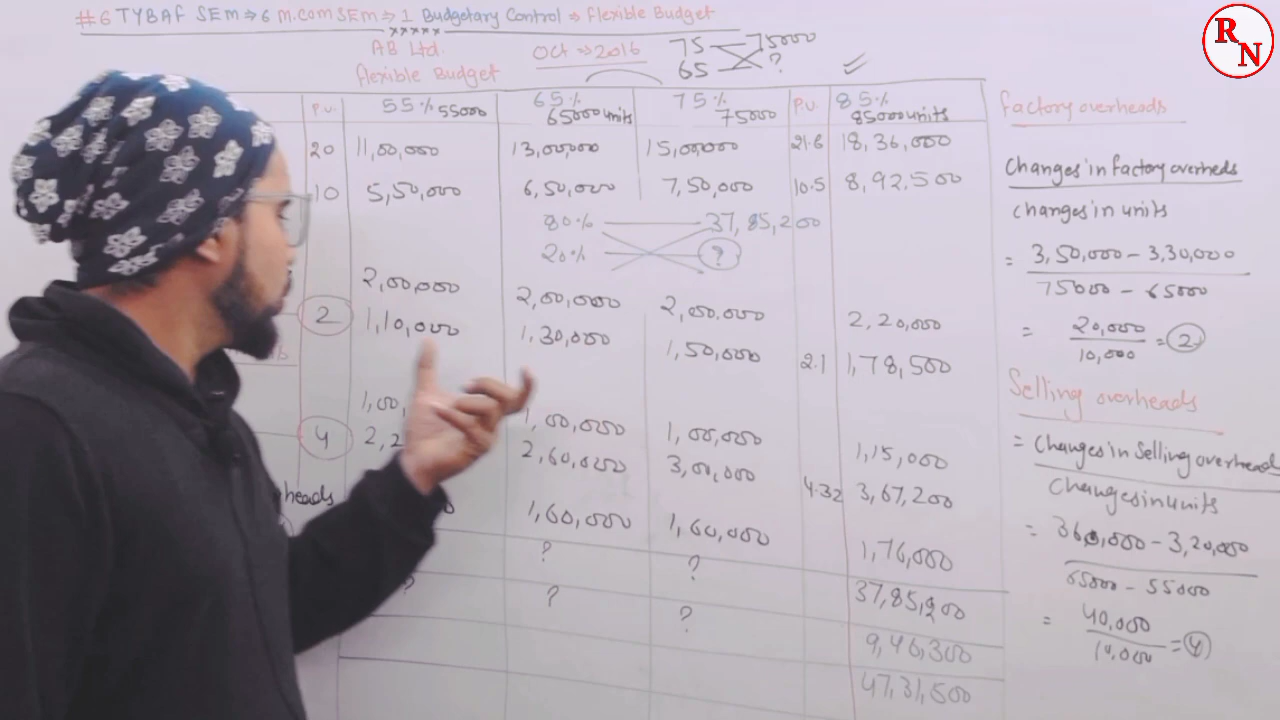 #6 TYBAF SEM⇒6 M.COM SEM⇒1 Budgetary Control ⇒ Flexible Budget
RN
AB Ltd.
Flexible Budget
Oct ⇒ 2016
75 75000
65 ?
P.U. 55% 55000 65% 65000 units 75% 75000 P.U. 85% 85000 units
20 11,00,000 13,00,000 15,00,000 21.6 18,36,000
10 5,50,000 6,50,000 7,50,000 10.5 8,92,500
80% 37,85,200
20% ?
2,00,000 2,00,000 2,00,000 2,20,000
2 1,10,000 1,30,000 1,50,000 2.1 1,78,500
1,00, 1,00,000 1,00,000 1,15,000
4 2,2 2,60,000 3,00,000 4.32 3,67,200
heads 1,60,000 1,60,000 1,76,000
? ? 37,85,200
? ? ? 9,46,300
47,31,500
Factory overheads
Changes in factory overheds
Changes in units
= 3,50,000 - 3,30,000
75000 - 65000
= 20,000
10,000 = 2
Selling overheads
= Changes in Selling overhead
Changes in units
= 360,000 - 3,20,000
65000 - 55000
= 40,000
10,000 = 4